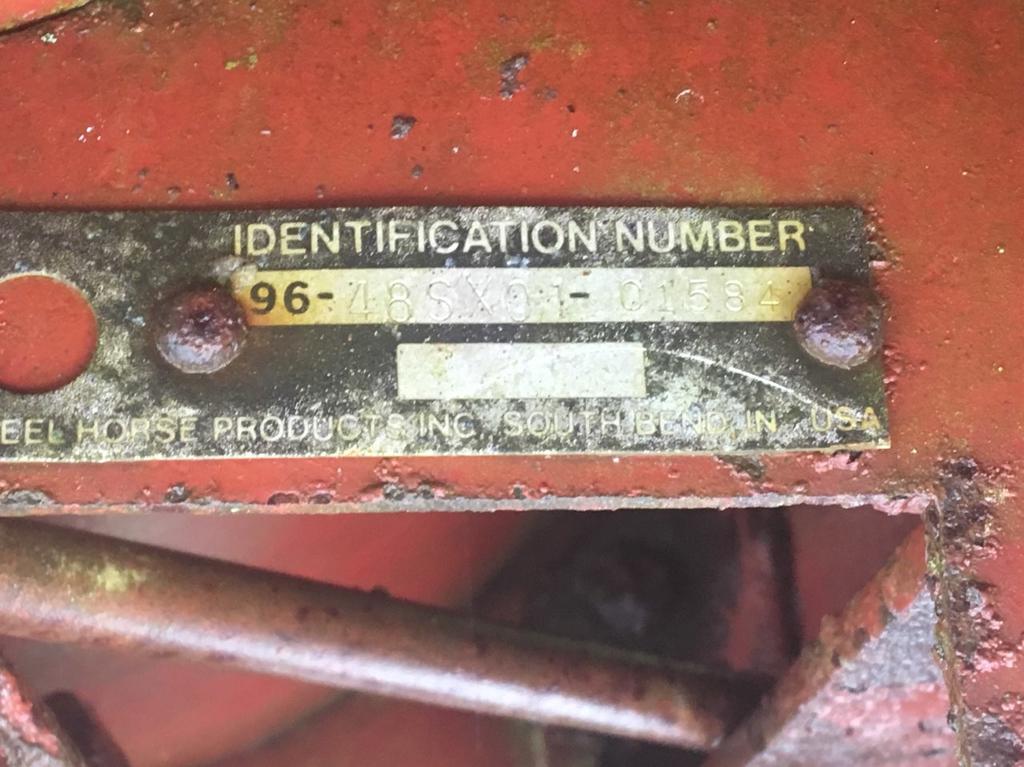 IDENTIFICATION NUMBER
96-48SX01-01584
EEL HORSE PRODUCTS INC. SOUTH BEND, IN USA